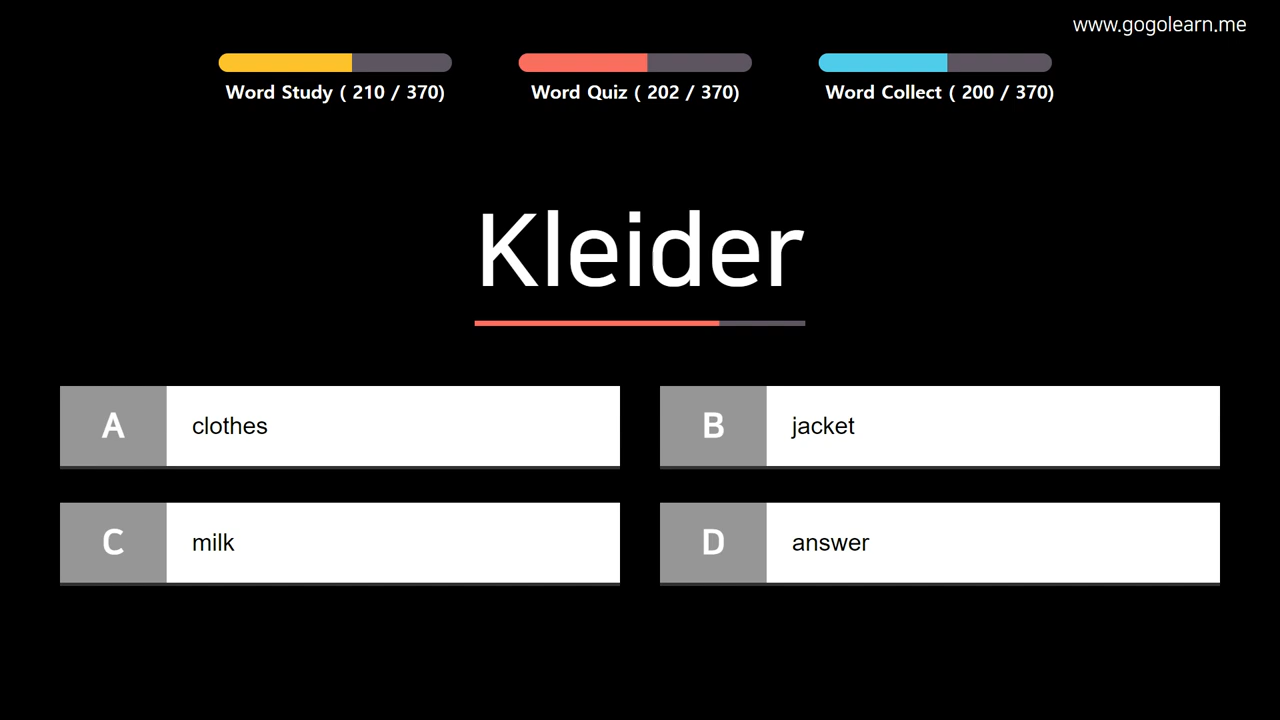 www.gogolearn.me
Word Study ( 210 / 370)
Word Quiz ( 202 / 370)
Word Collect ( 200 / 370)
Kleider
A clothes
B jacket
C milk
D answer